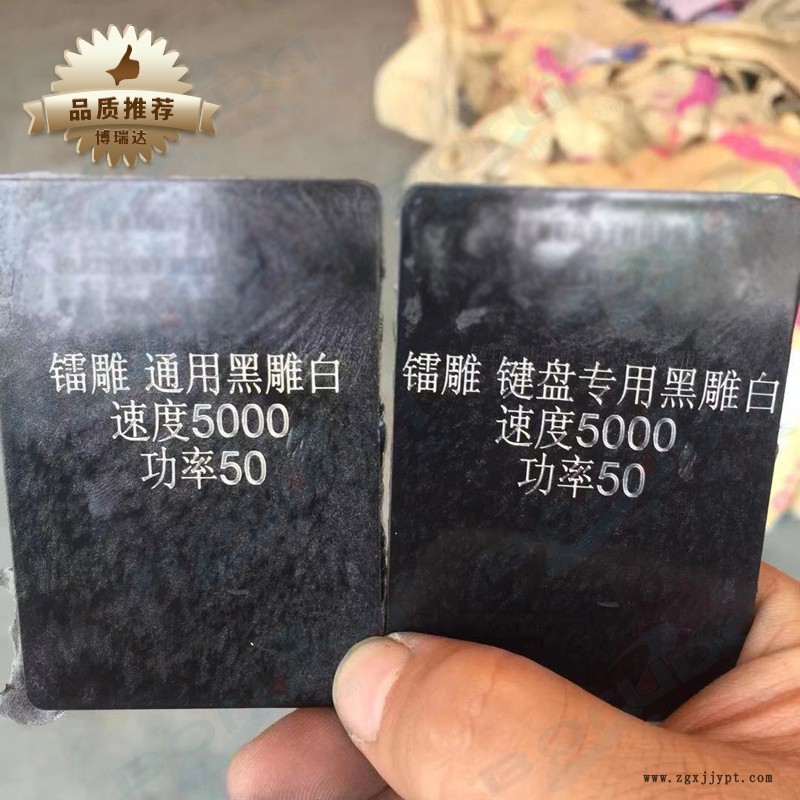 品质推荐
博瑞达
镭雕 通用黑雕白
速度5000
功率50
镭雕 键盘专用黑雕白
速度5000
功率50
www.zgxjjypt.com